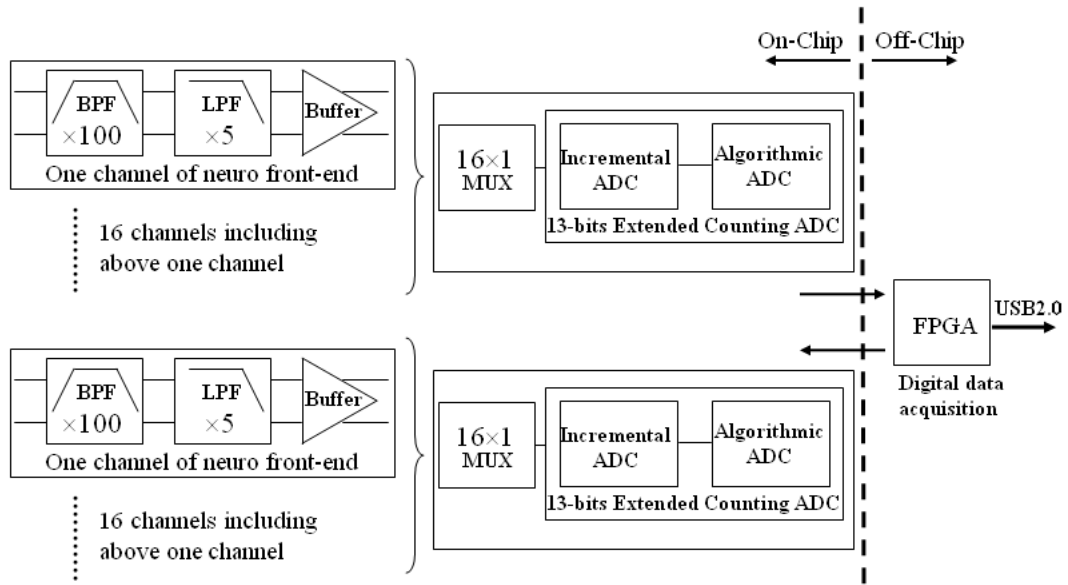 On-Chip
Off-Chip
BPF
×100
LPF
×5
Buffer
One channel of neuro front-end
16 channels including
above one channel
16×1
MUX
Incremental
ADC
Algorithmic
ADC
13-bits Extended Counting ADC
FPGA
USB2.0
Digital data
acquisition
BPF
×100
LPF
×5
Buffer
One channel of neuro front-end
16 channels including
above one channel
16×1
MUX
Incremental
ADC
Algorithmic
ADC
13-bits Extended Counting ADC